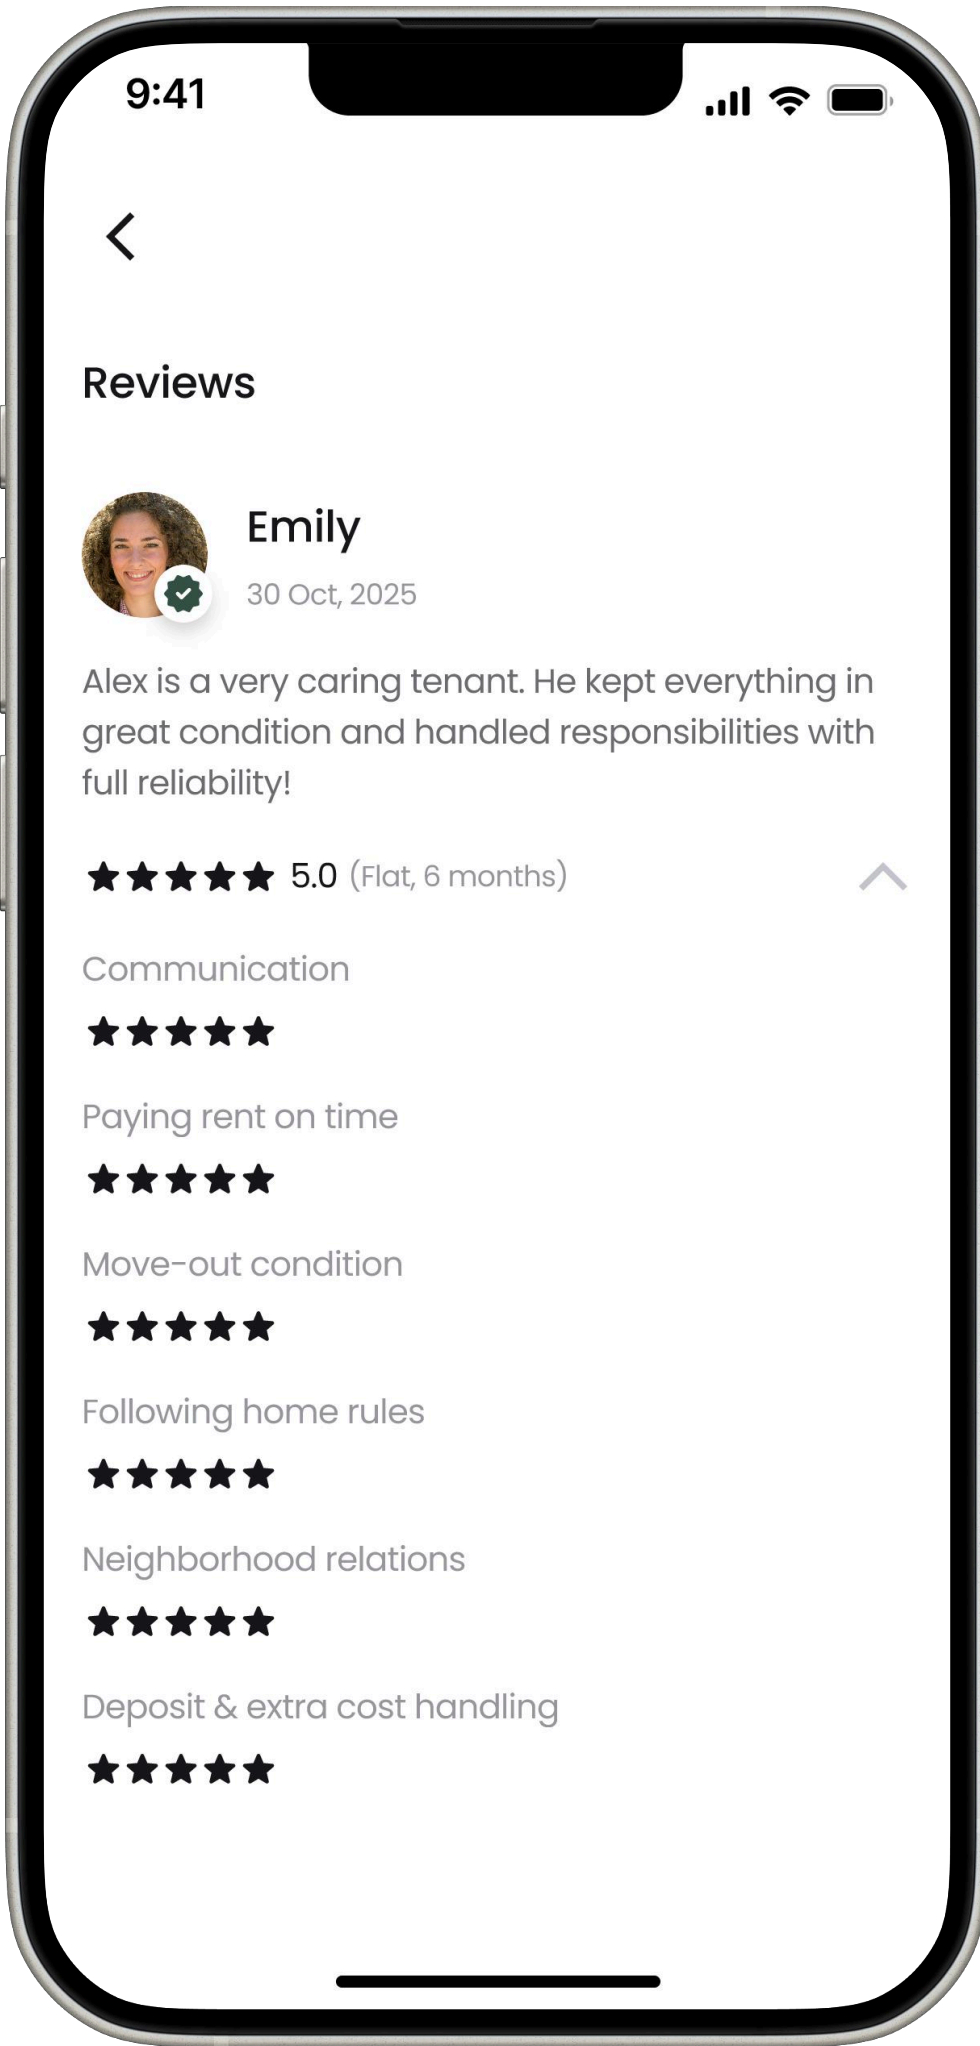 9:41
Reviews
Emily
30 Oct, 2025
Alex is a very caring tenant. He kept everything in
great condition and handled responsibilities with
full reliability!
5.0 (Flat, 6 months)
Communication
Paying rent on time
Move-out condition
Following home rules
Neighborhood relations
Deposit & extra cost handling